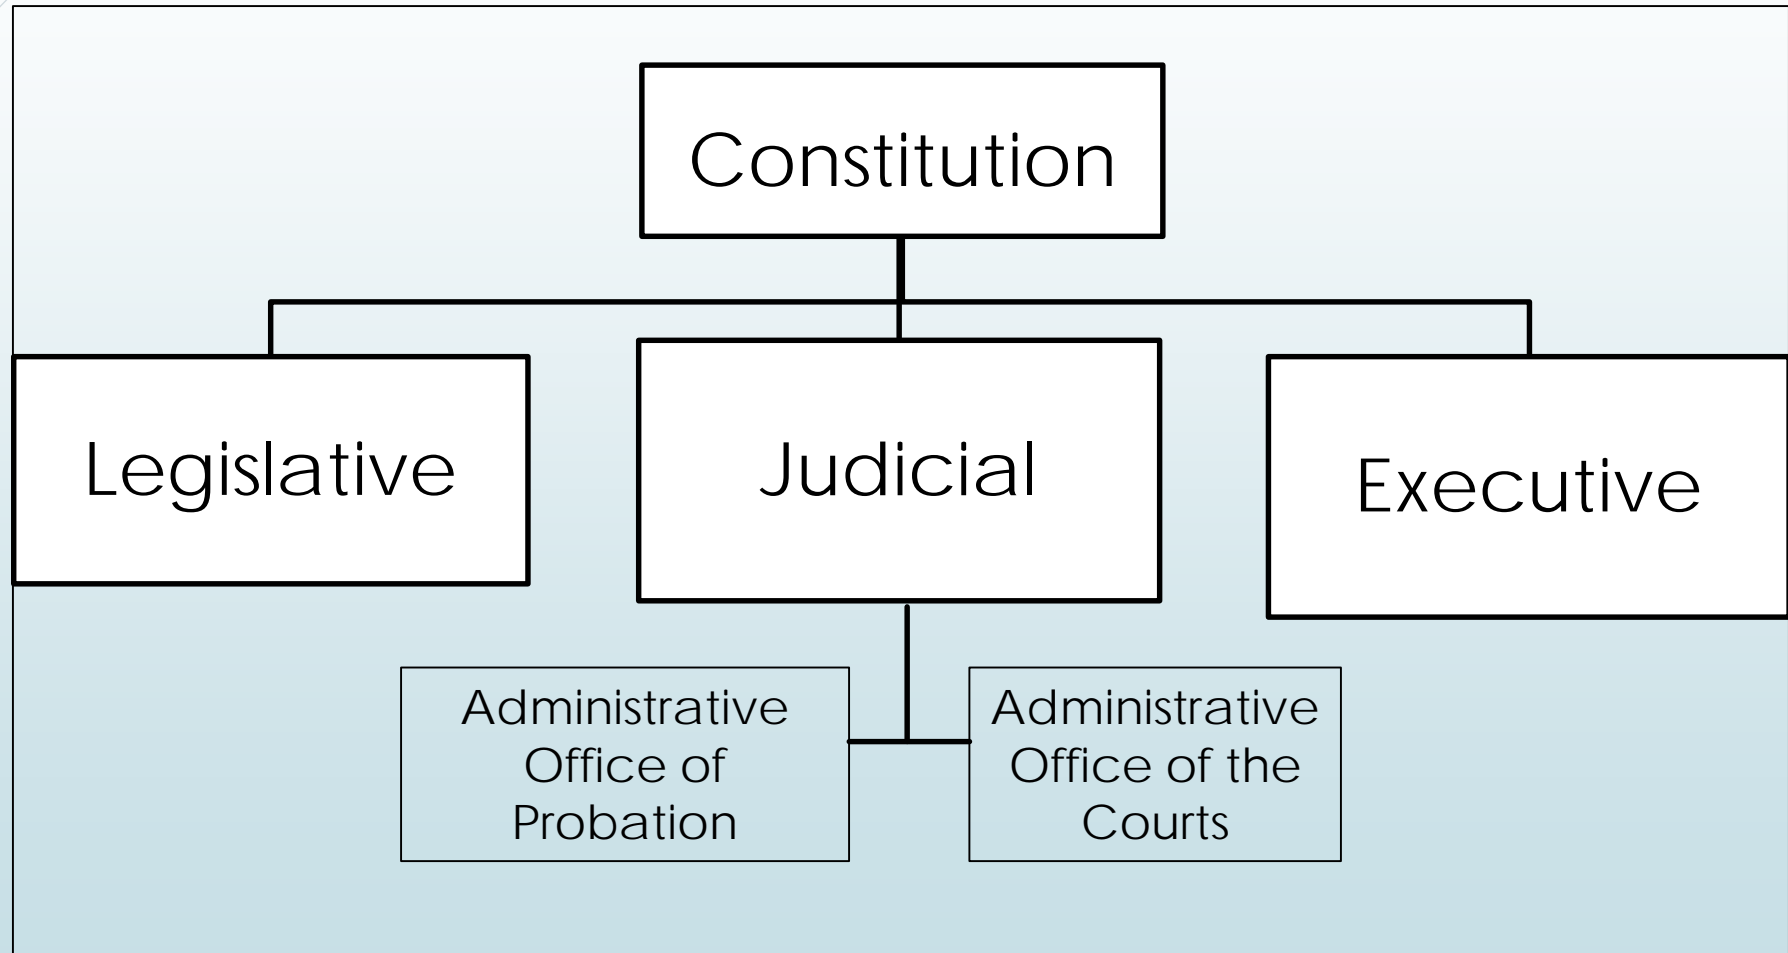 Constitution
Legislative
Judicial
Executive
Administrative
Office of
Probation
Administrative
Office of the
Courts